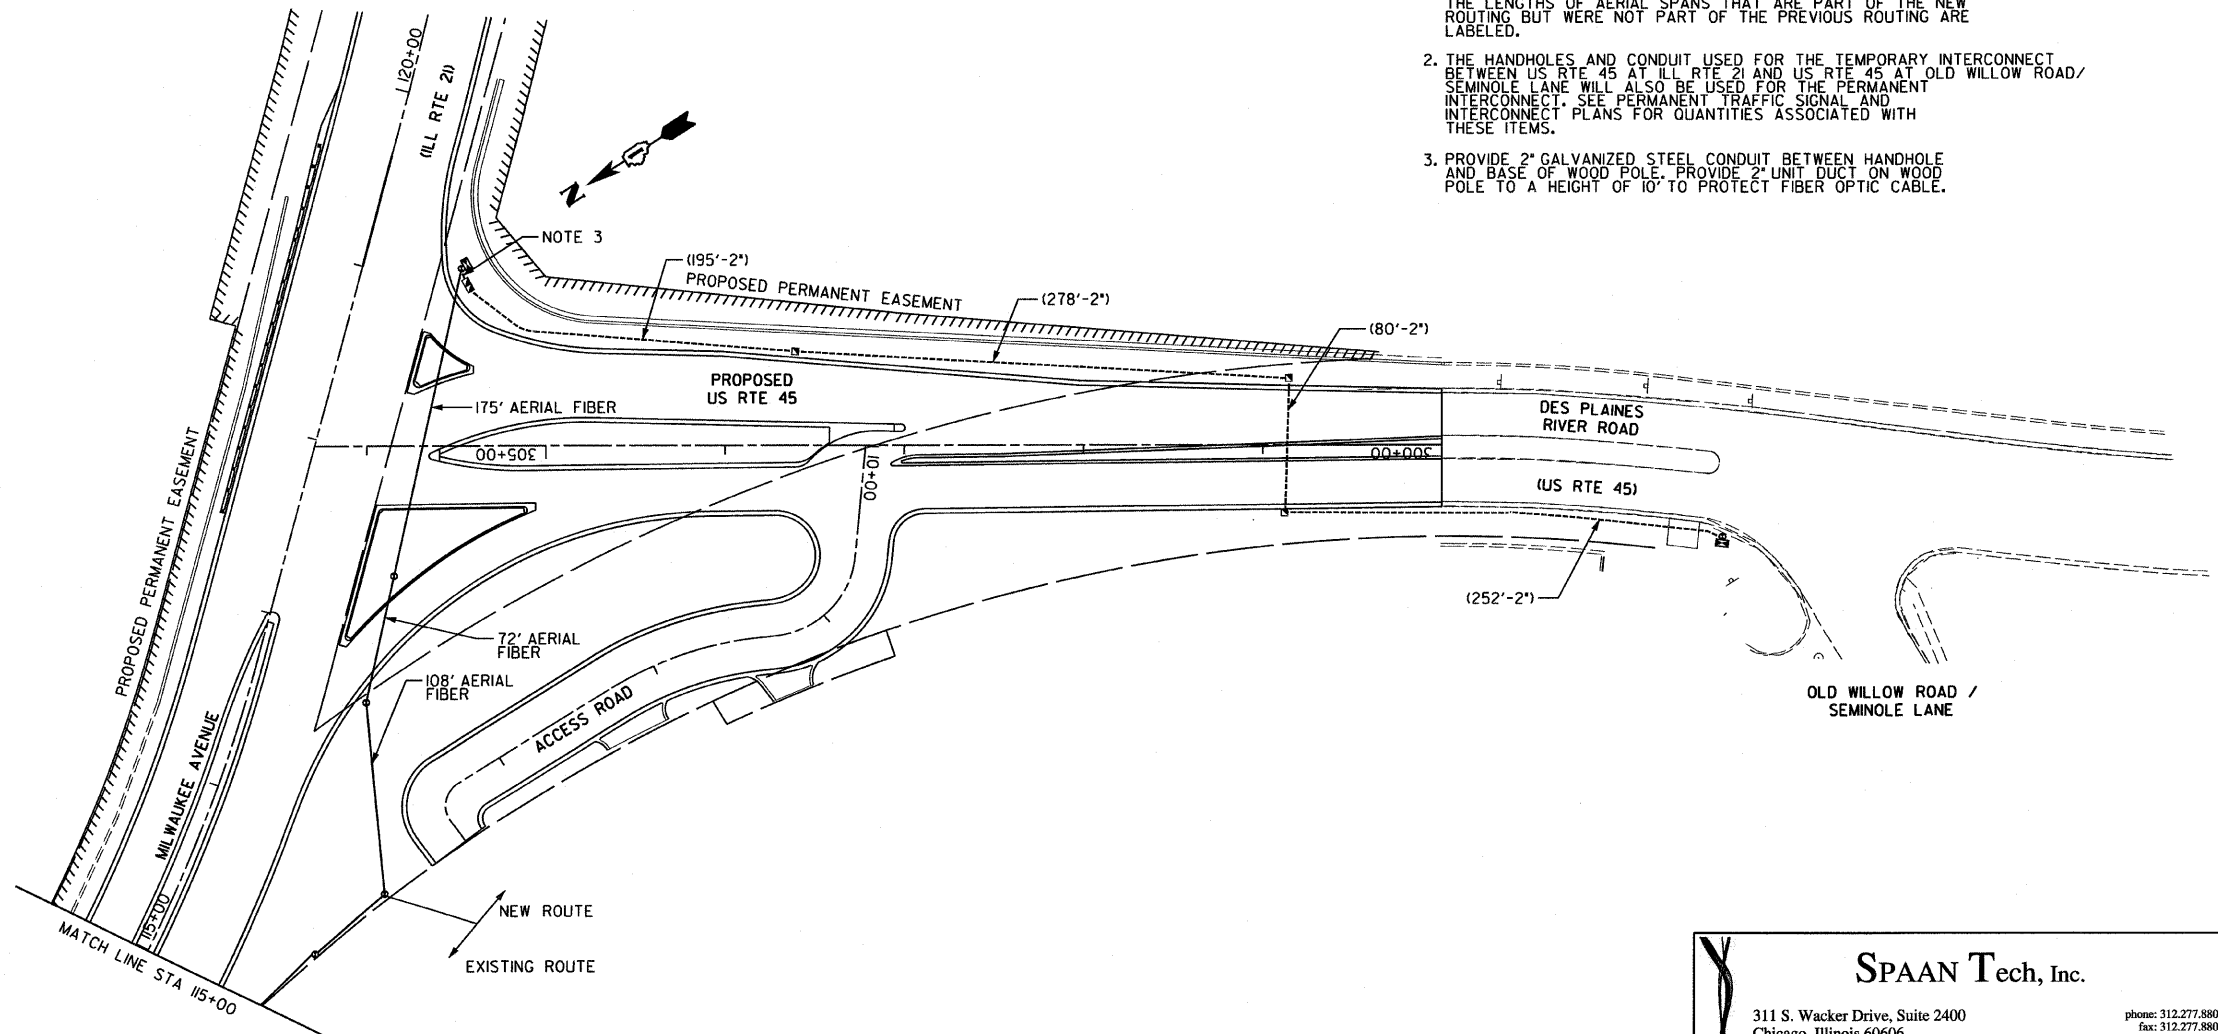 THE LENGTHS OF AERIAL SPANS THAT ARE PART OF THE NEW
ROUTING BUT WERE NOT PART OF THE PREVIOUS ROUTING ARE
LABELED.
2. THE HANDHOLES AND CONDUIT USED FOR THE TEMPORARY INTERCONNECT
BETWEEN US RTE 45 AT ILL RTE 21 AND US RTE 45 AT OLD WILLOW ROAD/
SEMINOLE LANE WILL ALSO BE USED FOR THE PERMANENT
INTERCONNECT. SEE PERMANENT TRAFFIC SIGNAL AND
INTERCONNECT PLANS FOR QUANTITIES ASSOCIATED WITH
THESE ITEMS.
3. PROVIDE 2" GALVANIZED STEEL CONDUIT BETWEEN HANDHOLE
AND BASE OF WOOD POLE. PROVIDE 2" UNIT DUCT ON WOOD
POLE TO A HEIGHT OF 10' TO PROTECT FIBER OPTIC CABLE.
120+00
(ILL RTE 21)
N
NOTE 3
(195'-2")
PROPOSED PERMANENT EASEMENT
(278'-2")
(80'-2")
PROPOSED
US RTE 45
175' AERIAL FIBER
DES PLAINES
RIVER ROAD
305+00
10+00
300+00
(US RTE 45)
PROPOSED PERMANENT EASEMENT
(252'-2")
72' AERIAL
FIBER
108' AERIAL
FIBER
ACCESS ROAD
OLD WILLOW ROAD /
SEMINOLE LANE
MILWAUKEE AVENUE
115+00
NEW ROUTE
EXISTING ROUTE
MATCH LINE STA 115+00
SPAAN Tech, Inc.
311 S. Wacker Drive, Suite 2400
Chicago, Illinois 60606
phone: 312.277.880
fax: 312.277.880